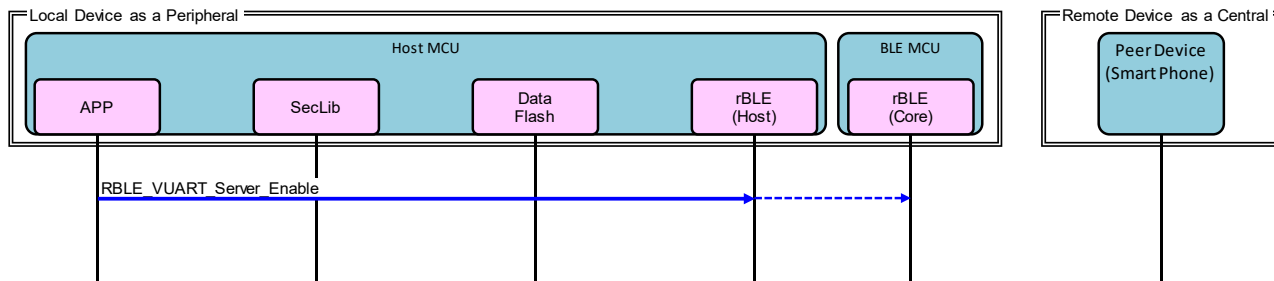 Local Device as a Peripheral
Remote Device as a Central
Host MCU
BLE MCU
Peer Device
(Smart Phone)
APP
SecLib
Data
Flash
rBLE
(Host)
rBLE
(Core)
RBLE_VUART_Server_Enable